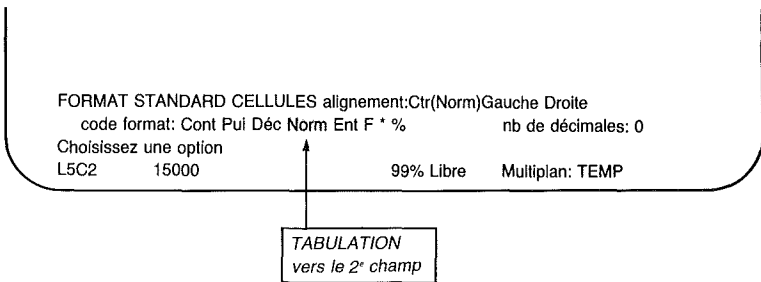 FORMAT STANDARD CELLULES alignement:Ctr(Norm)Gauche Droite
code format: Cont Pui Déc Norm Ent F * % nb de décimales: 0
Choisissez une option
L5C2 15000 99% Libre Multiplan: TEMP
TABULATION
vers le 2e champ